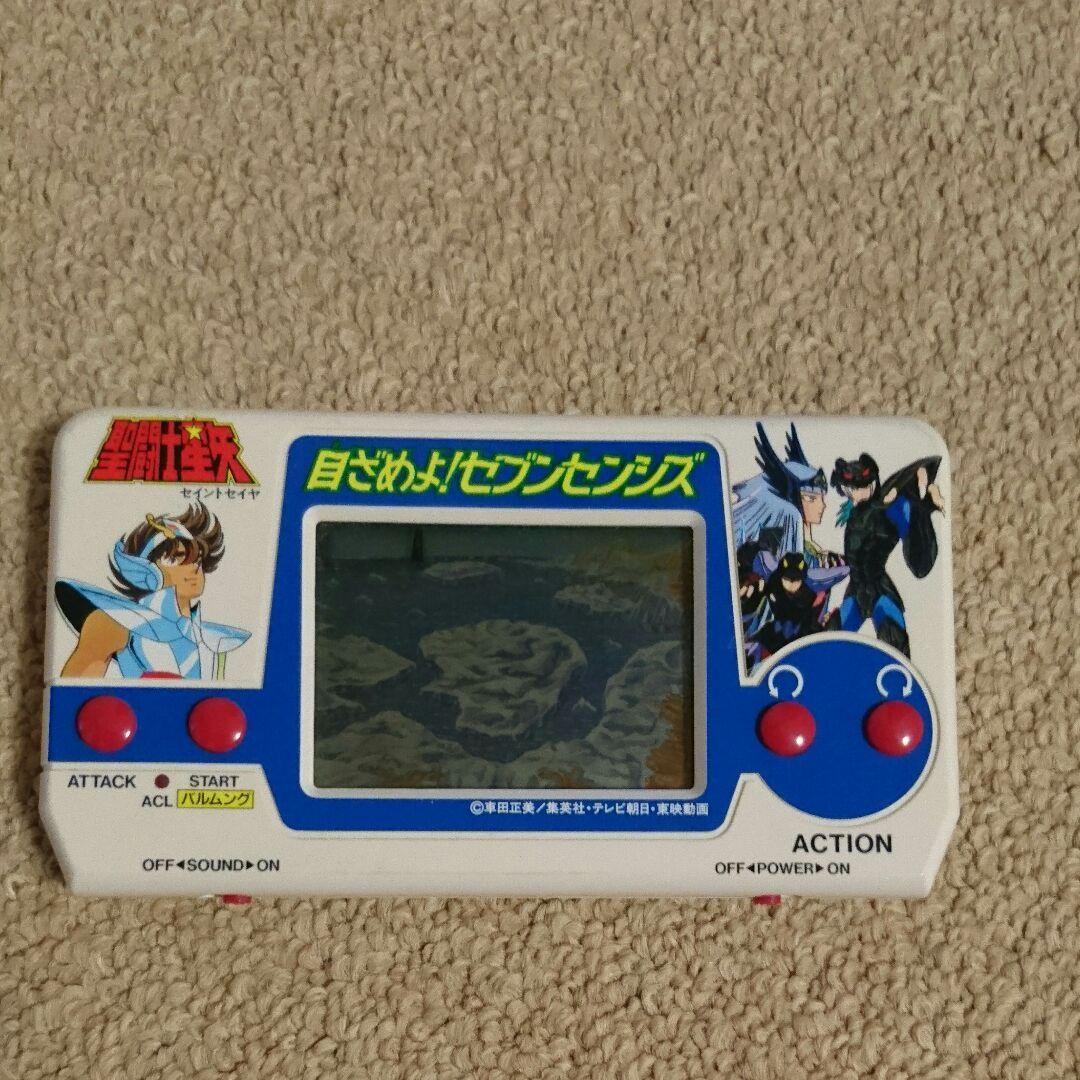 聖闘士星矢
セイントセイヤ
目ざめよ!セブンセンシズ
ATTACK
START
ACL
バルムング
©車田正美/集英社・テレビ朝日・東映動画
ACTION
OFF◀SOUND▶ON
OFF◀POWER▶ON